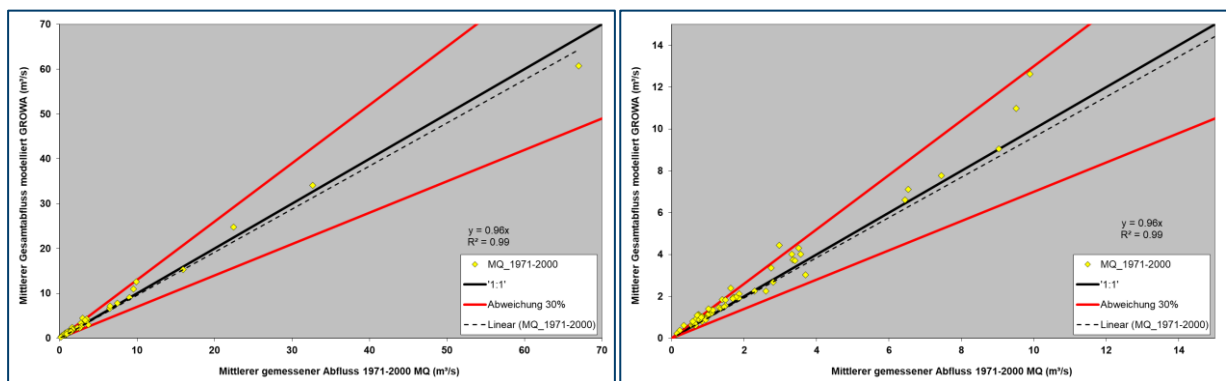 70
60
50
40
30
20
10
0
Mittlerer Gesamtabfluss modelliert GROWA (m³/s)
y = 0.96x
R² = 0.99
MQ_1971-2000
'1:1'
Abweichung 30%
Linear (MQ_1971-2000)
0 10 20 30 40 50 60 70
Mittlerer gemessener Abfluss 1971-2000 MQ (m³/s)
14
12
10
8
6
4
2
0
Mittlerer Gesamtabfluss modelliert GROWA (m³/s)
y = 0.96x
R² = 0.99
MQ_1971-2000
'1:1'
Abweichung 30%
Linear (MQ_1971-2000)
0 2 4 6 8 10 12 14
Mittlerer gemessener Abfluss 1971-2000 MQ (m³/s)